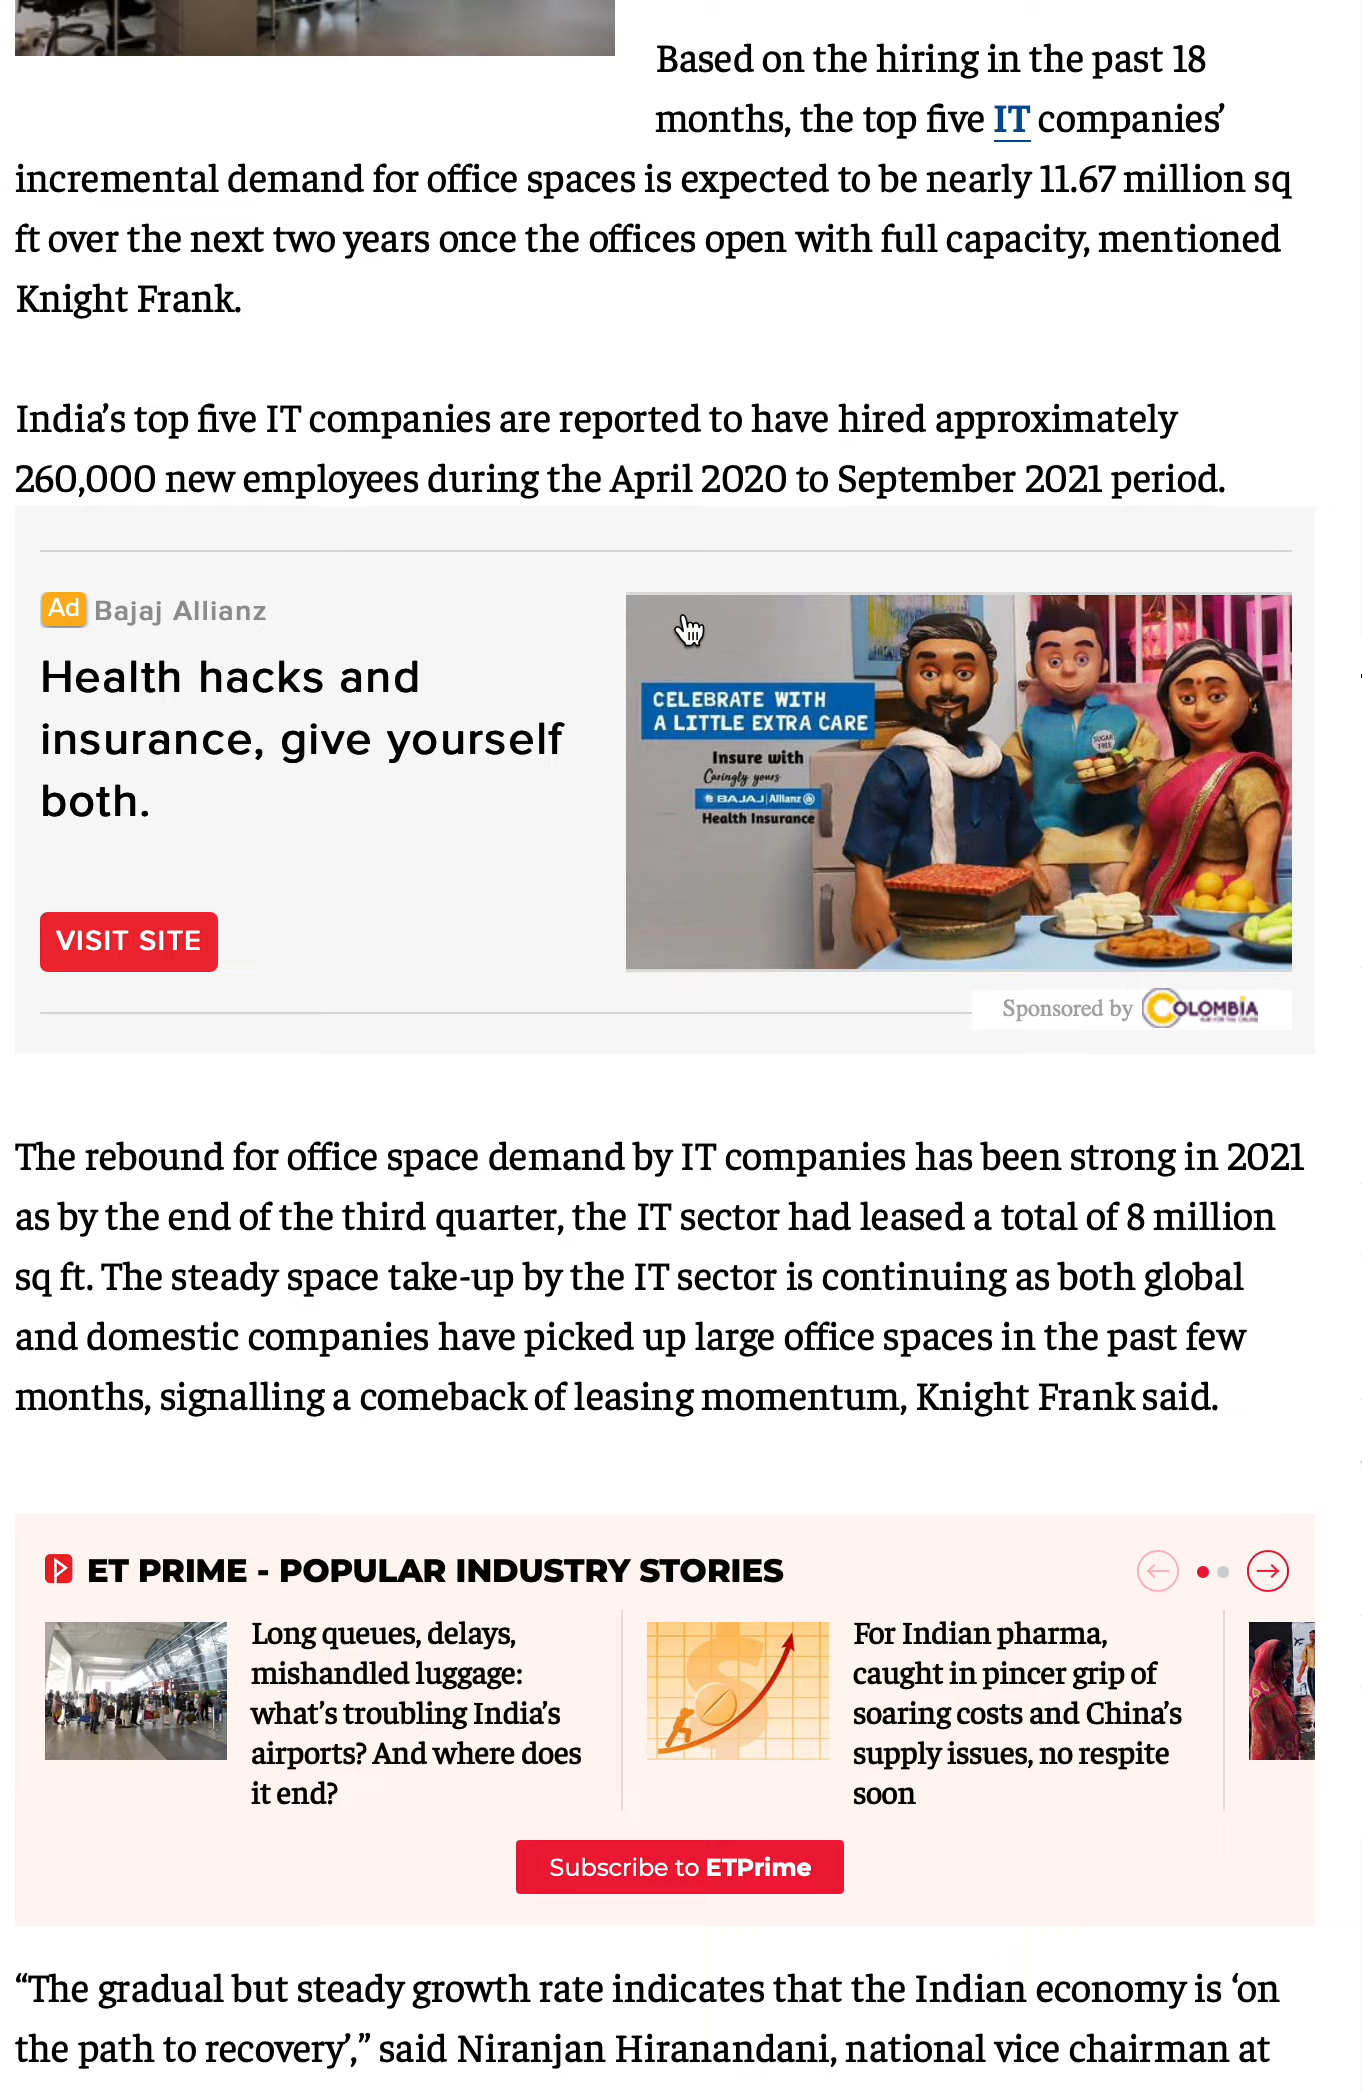 Based on the hiring in the past 18
months, the top five IT companies’
incremental demand for office spaces is expected to be nearly 11.67 million sq
ft over the next two years once the offices open with full capacity, mentioned
Knight Frank.
India’s top five IT companies are reported to have hired approximately
260,000 new employees during the April 2020 to September 2021 period.
Ad Bajaj Allianz
Health hacks and
insurance, give yourself
both.
VISIT SITE
CELEBRATE WITH
A LITTLE EXTRA CARE
Insure with
Caringly yours
BAJAJ | Allianz
Health Insurance
SUGAR
FREE
Sponsored by COLOMBIA
The rebound for office space demand by IT companies has been strong in 2021
as by the end of the third quarter, the IT sector had leased a total of 8 million
sq ft. The steady space take-up by the IT sector is continuing as both global
and domestic companies have picked up large office spaces in the past few
months, signalling a comeback of leasing momentum, Knight Frank said.
ET PRIME - POPULAR INDUSTRY STORIES
Long queues, delays,
mishandled luggage:
what’s troubling India’s
airports? And where does
it end?
For Indian pharma,
caught in pincer grip of
soaring costs and China’s
supply issues, no respite
soon
Subscribe to ETPrime
“The gradual but steady growth rate indicates that the Indian economy is ‘on
the path to recovery’,” said Niranjan Hiranandani, national vice chairman at